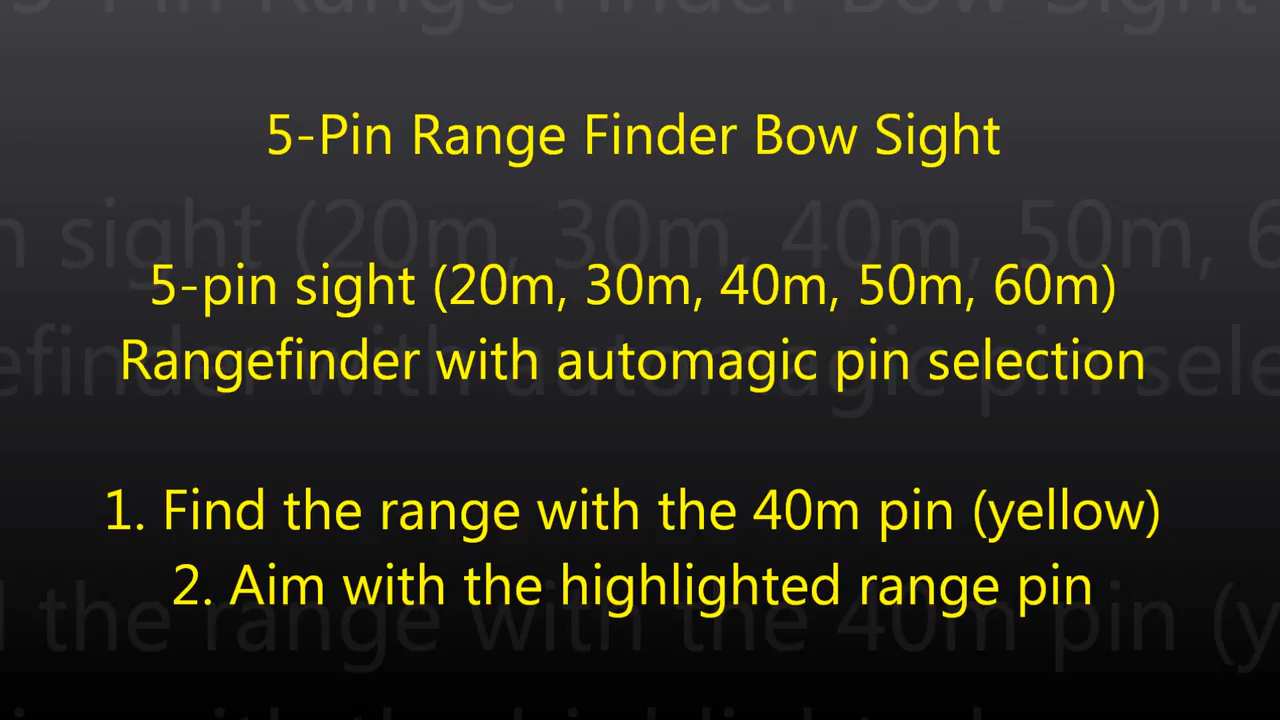 5-Pin Range Finder Bow Sight
5-pin sight (20m, 30m, 40m, 50m, 60m)
Rangefinder with automagic pin selection
1. Find the range with the 40m pin (yellow)
2. Aim with the highlighted range pin